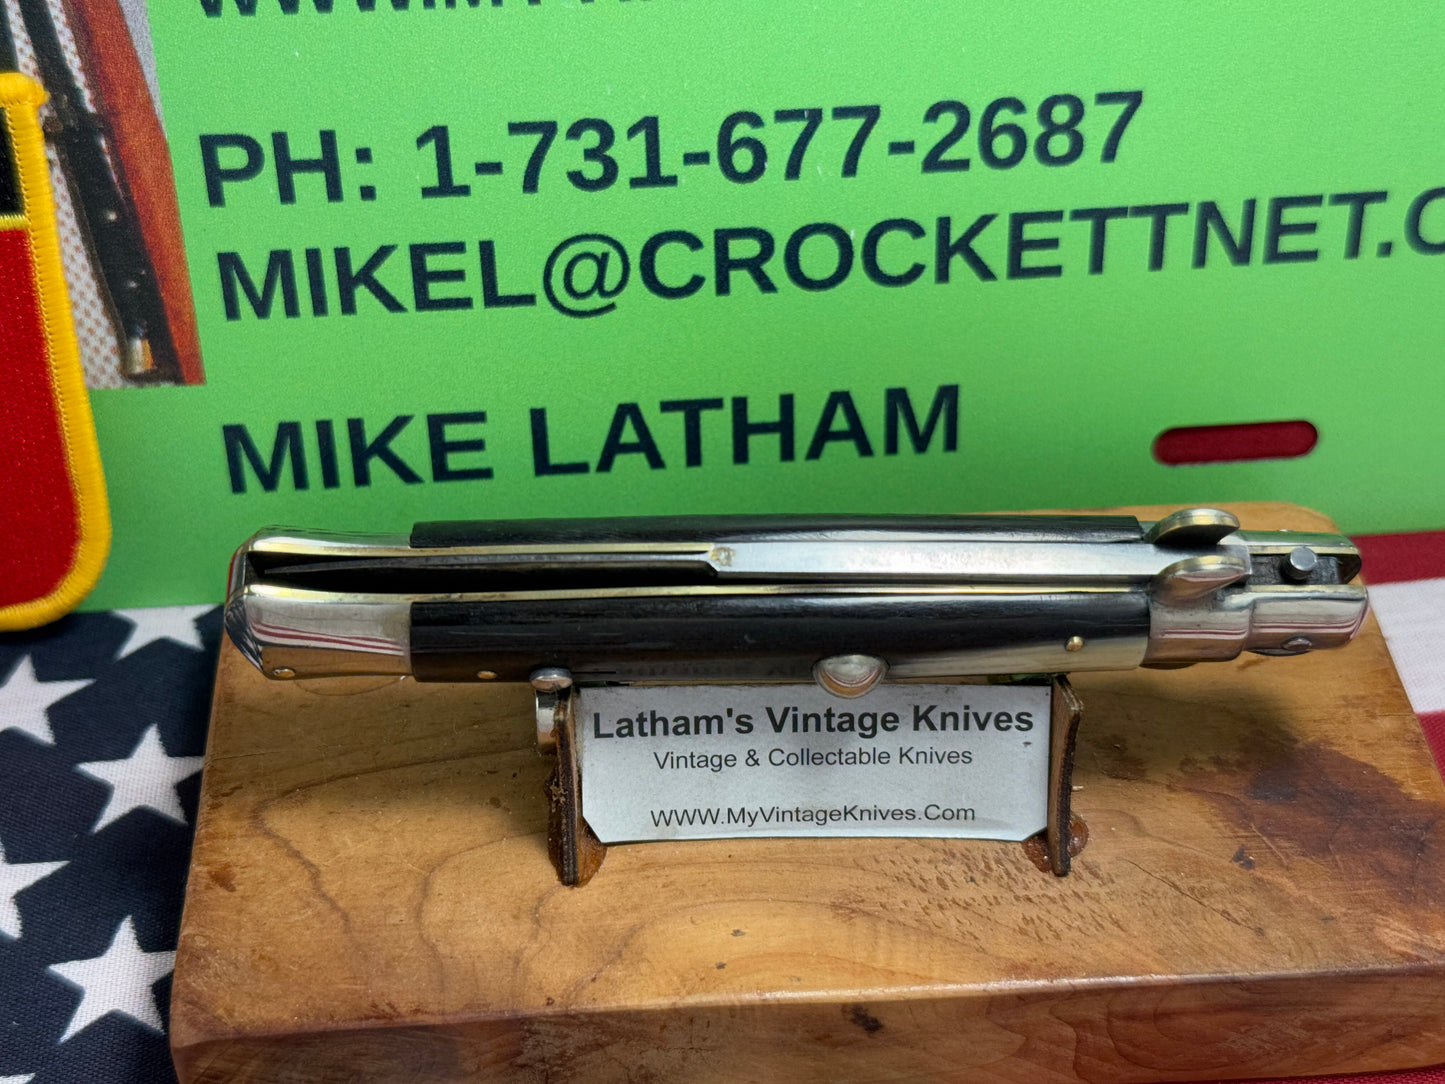 PH: 1-731-677-2687
MIKEL@CROCKETTNET.C
MIKE LATHAM
Latham's Vintage Knives
Vintage & Collectable Knives
WWW.MyVintageKnives.Com